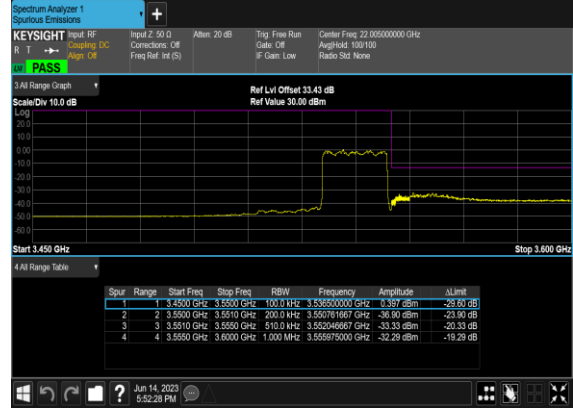 Spectrum Analyzer 1
Spurious Emissions
KEYSIGHT Input: RF
R T
Coupling: DC
Align: Off
Input Z: 50 Ω
Corrections: Off
Freq Ref: Int (S)
Atten: 20 dB
Trig: Free Run
Gate: Off
IF Gain: Low
Center Freq: 22.005000000 GHz
Avg|Hold: 100/100
Radio Std: None
PASS
3 All Range Graph
Scale/Div 10.0 dB
Ref Lvl Offset 33.43 dB
Ref Value 30.00 dBm
Log
20.0
10.0
0.00
-10.0
-20.0
-30.0
-40.0
-50.0
-60.0
Start 3.450 GHz
Stop 3.600 GHz
4 All Range Table
Spur Range Start Freq Stop Freq RBW Frequency Amplitude ΔLimit
1 1 3.4500 GHz 3.5500 GHz 100.0 kHz 3.536500000 GHz 0.397 dBm -29.60 dB
2 2 3.5500 GHz 3.5510 GHz 200.0 kHz 3.550761667 GHz -36.90 dBm -23.90 dB
3 3 3.5510 GHz 3.5550 GHz 510.0 kHz 3.552046667 GHz -33.33 dBm -20.33 dB
4 4 3.5550 GHz 3.6000 GHz 1.000 MHz 3.555975000 GHz -32.29 dBm -19.29 dB
?
Jun 14, 2023
5:52:28 PM